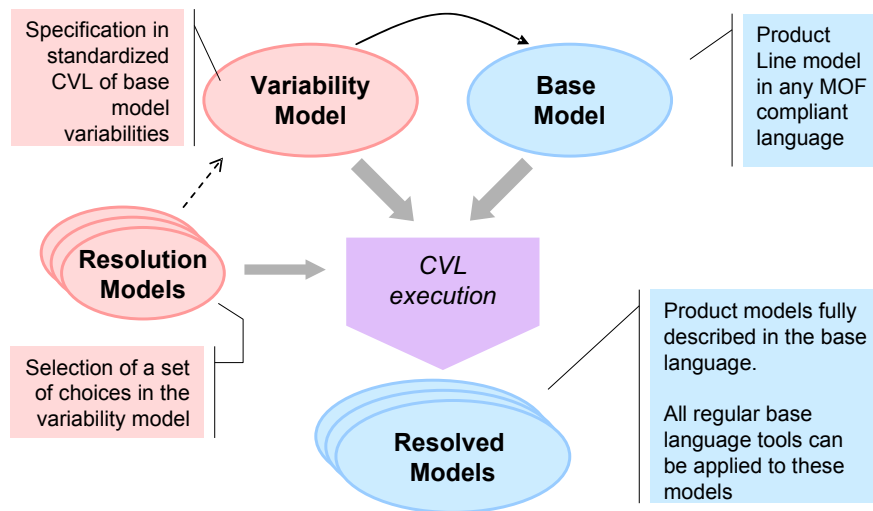 Specification in
standardized
CVL of base
model
variabilities
Variability
Model
Base
Model
Product
Line model
in any MOF
compliant
language
Resolution
Models
CVL
execution
Selection of a set
of choices in the
variability model
Product models fully
described in the base
language.
All regular base
language tools can
be applied to these
models
Resolved
Models